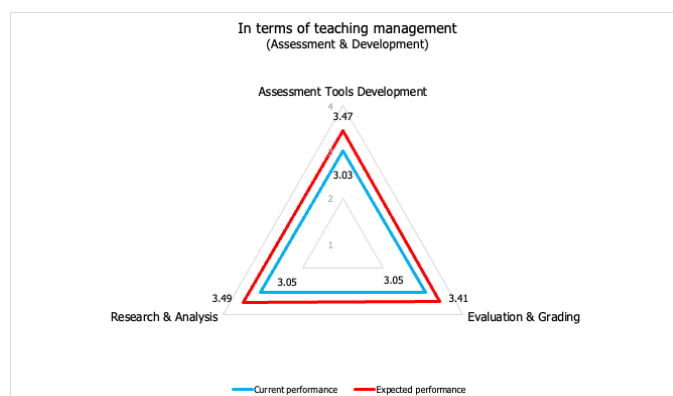 In terms of teaching management
(Assessment & Development)
Assessment Tools Development
4
3.47
3
3.03
2
1
3.05
3.05
3.49
3.41
Research & Analysis
Evaluation & Grading
Current performance
Expected performance